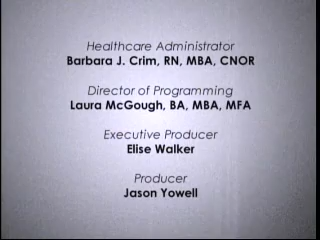 Healthcare Administrator
Barbara J. Crim, RN, MBA, CNOR
Director of Programming
Laura McGough, BA, MBA, MFA
Executive Producer
Elise Walker
Producer
Jason Yowell